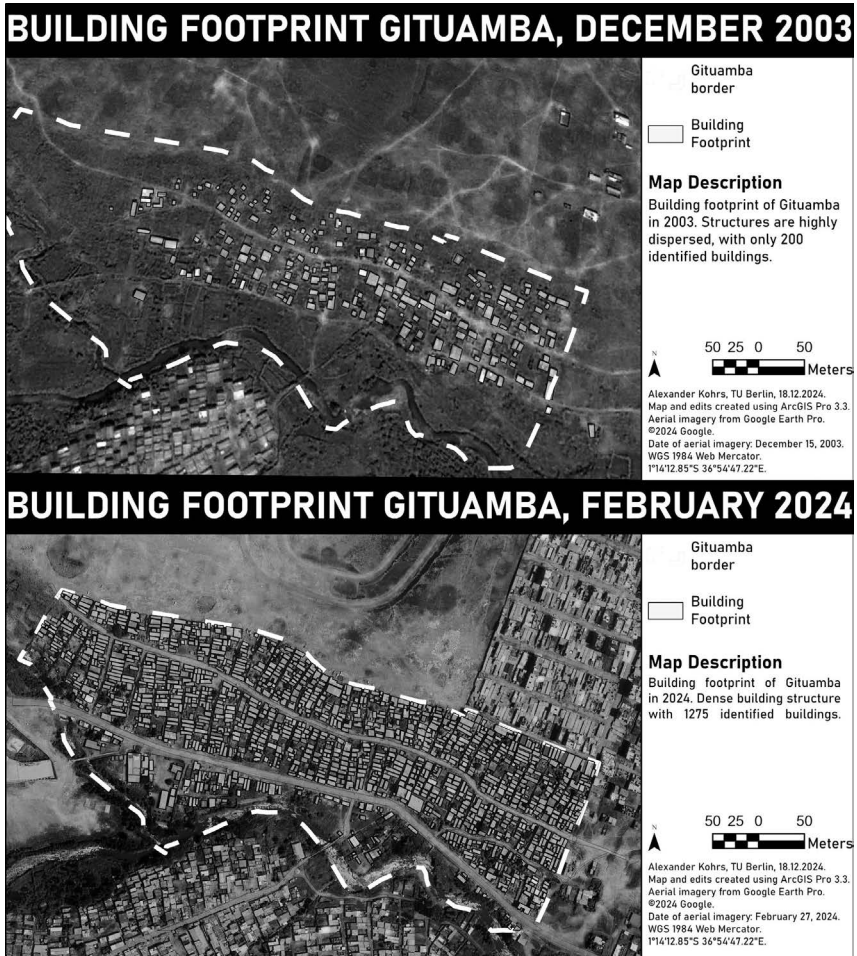 BUILDING FOOTPRINT GITUAMBA, DECEMBER 2003
Gituamba
border
Building
Footprint
Map Description
Building footprint of Gituamba
in 2003. Structures are highly
dispersed, with only 200
identified buildings.
50 25 0 50
Meters
N
Alexander Kohrs, TU Berlin, 18.12.2024.
Map and edits created using ArcGIS Pro 3.3.
Aerial imagery from Google Earth Pro.
©2024 Google.
Date of aerial imagery: December 15, 2003.
WGS 1984 Web Mercator.
1°14'12.85"S 36°54'47.22"E.
BUILDING FOOTPRINT GITUAMBA, FEBRUARY 2024
Gituamba
border
Building
Footprint
Map Description
Building footprint of Gituamba
in 2024. Dense building structure
with 1275 identified buildings.
50 25 0 50
Meters
N
Alexander Kohrs, TU Berlin, 18.12.2024.
Map and edits created using ArcGIS Pro 3.3.
Aerial imagery from Google Earth Pro.
©2024 Google.
Date of aerial imagery: February 27, 2024.
WGS 1984 Web Mercator.
1°14'12.85"S 36°54'47.22"E.